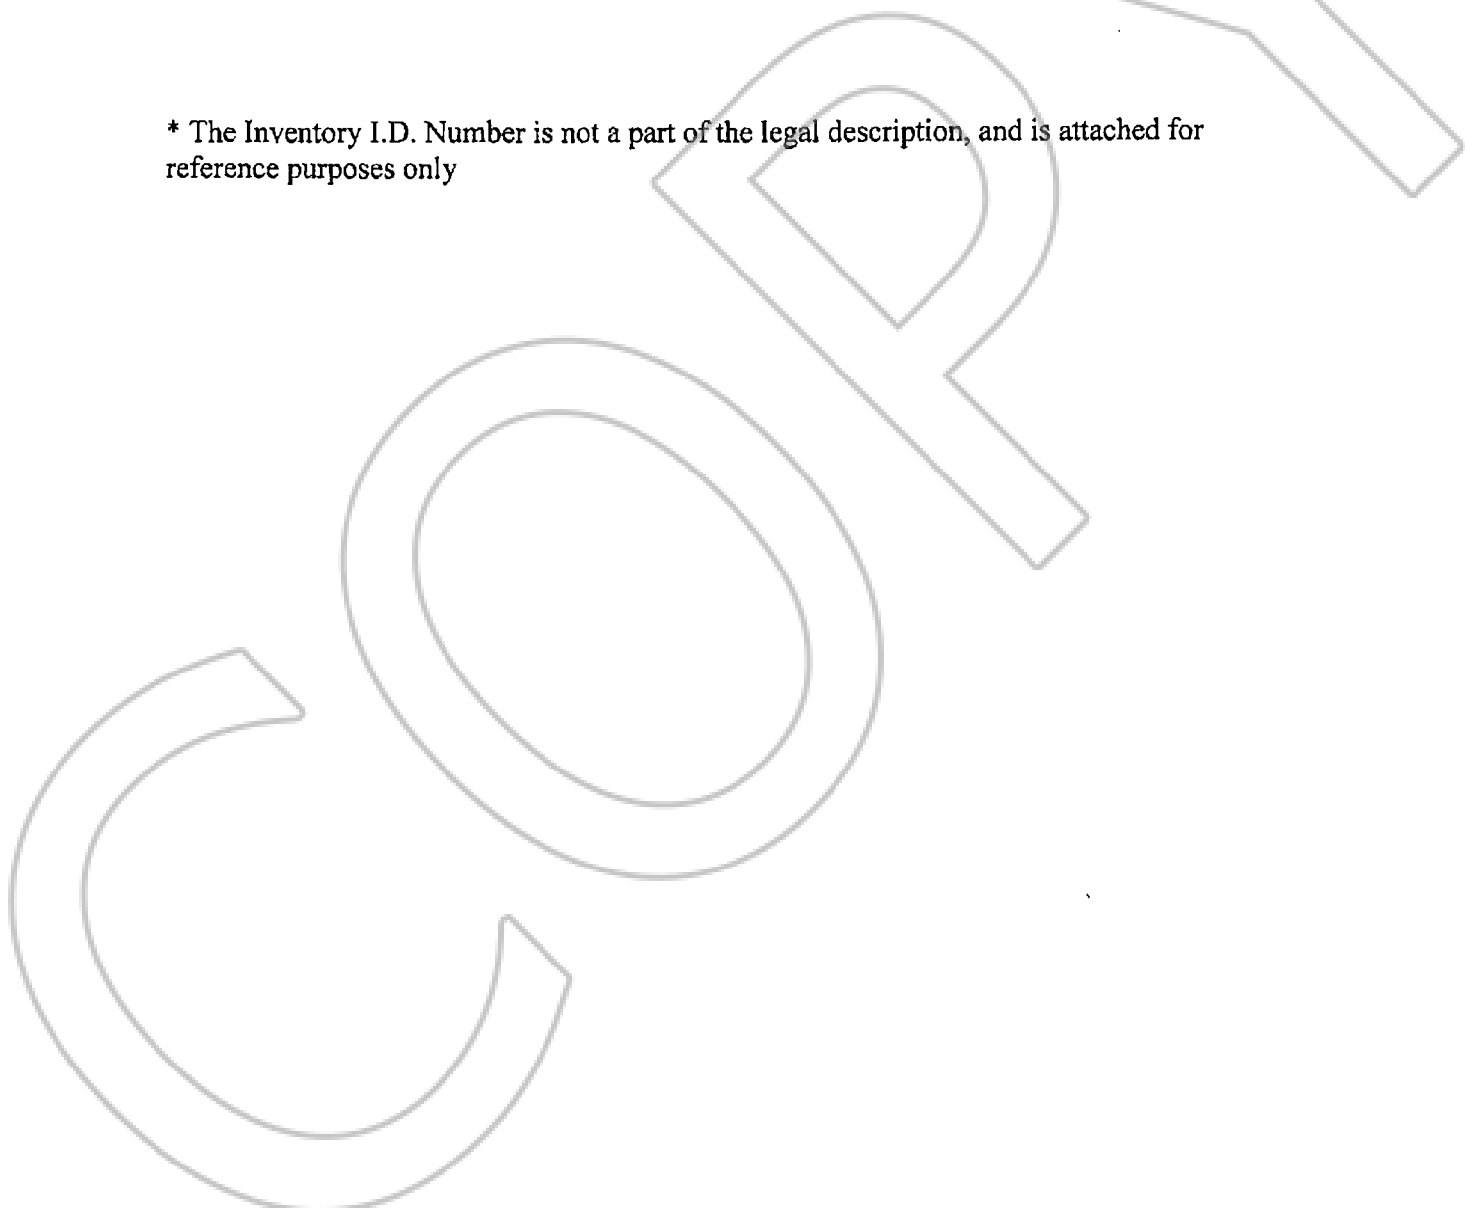 * The Inventory I.D. Number is not a part of the legal description, and is attached for
reference purposes only
COPY